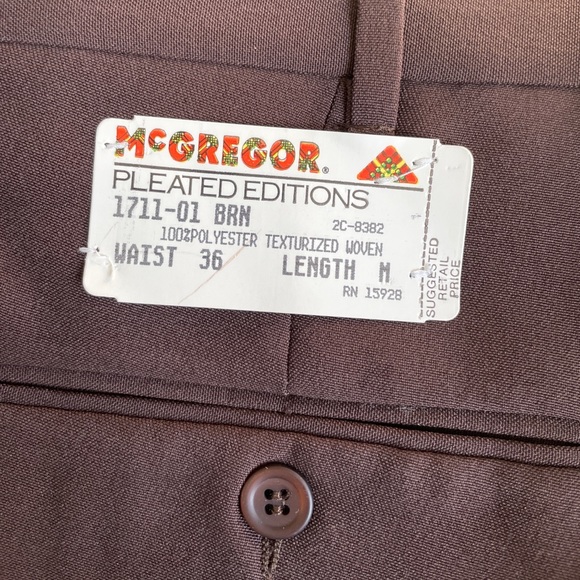 McGREGOR®
PLEATED EDITIONS
1711-01 BRN
2C-8382
100%POLYESTER TEXTURIZED WOVEN
WAIST 36 LENGTH M
RN 15928
SUGGESTED
RETAIL
PRICE